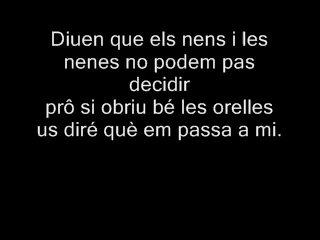 Diuen que els nens i les
nenes no podem pas
decidir
prô si obriu bé les orelles
us diré què em passa a mi.